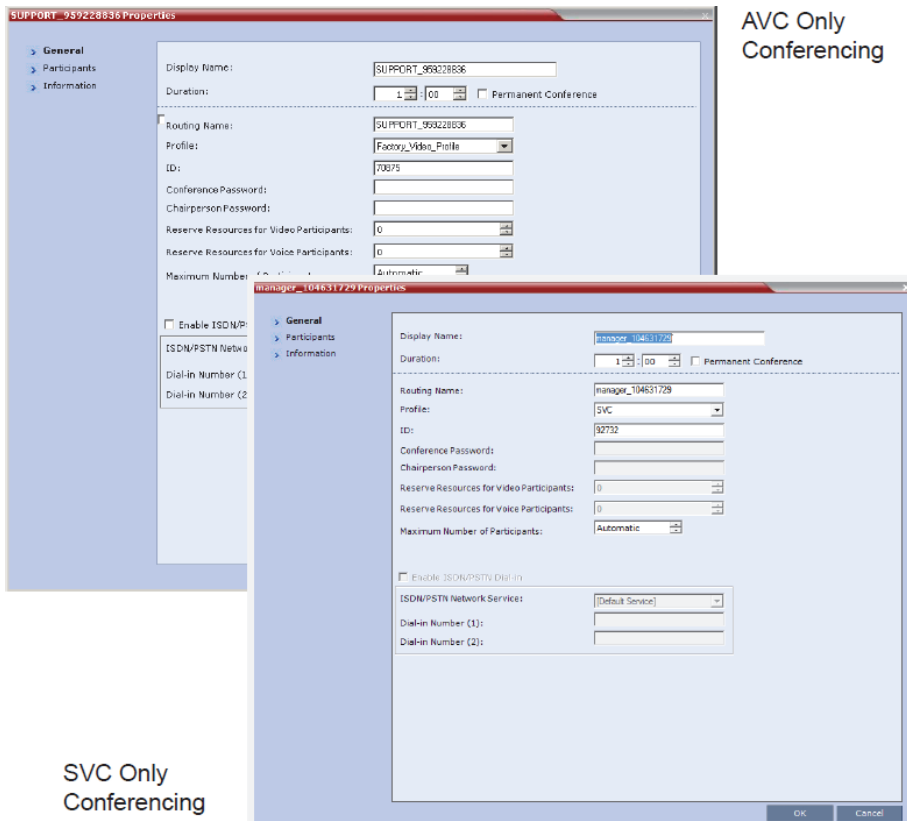 SUPPORT_959228836 Properties
AVC Only
Conferencing
General
Participants
Information
Display Name: SUPPORT_959228836
Duration: 1 : 00 Permanent Conference
Routing Name: SUPPORT_959228836
Profile: Factory_Video_Profile
ID: 70875
Conference Password:
Chairperson Password:
Reserve Resources for Video Participants: 0
Reserve Resources for Voice Participants: 0
Maximum Number Automatic
Enable ISDN/P
ISDN/PSTN Netwo
Dial-in Number (1
Dial-in Number (2
manager_104631729 Properties
General
Participants
Information
Display Name: manager_104631729
Duration: 1 : 00 Permanent Conference
Routing Name: manager_104631729
Profile: SVC
ID: 92732
Conference Password:
Chairperson Password:
Reserve Resources for Video Participants: 0
Reserve Resources for Voice Participants: 0
Maximum Number of Participants: Automatic
Enable ISDN/PSTN Dial-in
ISDN/PSTN Network Service: [Default Service]
Dial-in Number (1):
Dial-in Number (2):
OK Cancel
SVC Only
Conferencing